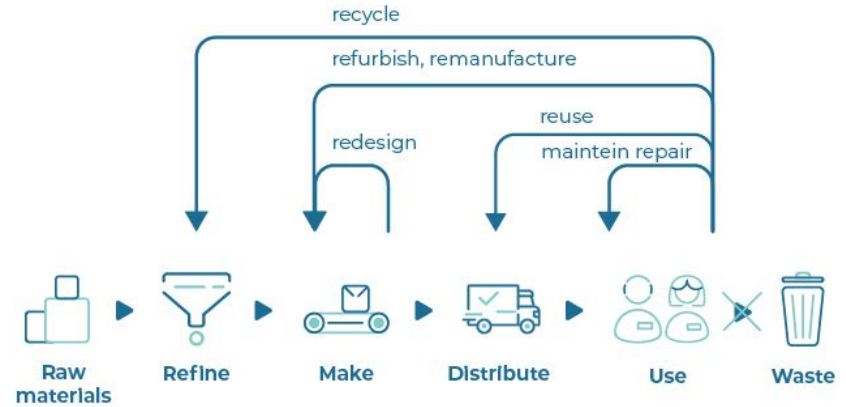 recycle
refurbish, remanufacture
reuse
redesign
maintein repair
Raw
materials
Refine
Make
Distribute
Use
Waste